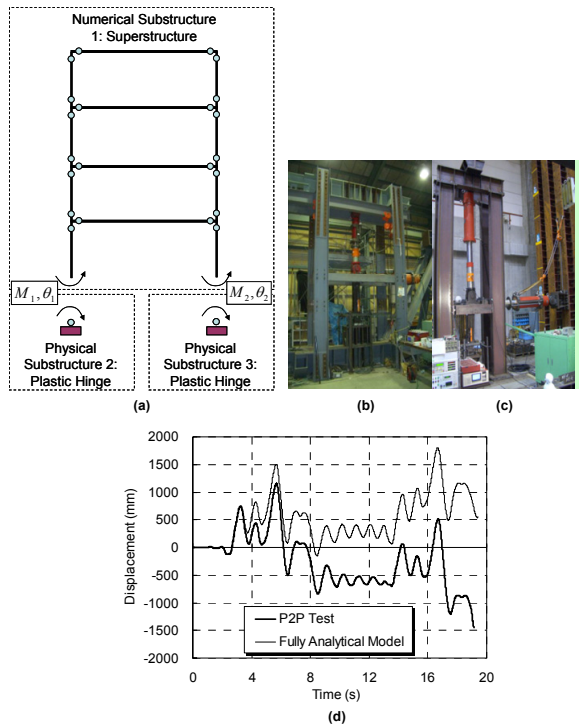 Numerical Substructure
1: Superstructure
M1, θ1
M2, θ2
Physical
Substructure 2:
Plastic Hinge
Physical
Substructure 3:
Plastic Hinge
(a)
(b)
(c)
2000
1500
1000
500
0
-500
-1000
-1500
-2000
Displacement (mm)
P2P Test
Fully Analytical Model
0
4
8
12
16
20
Time (s)
(d)